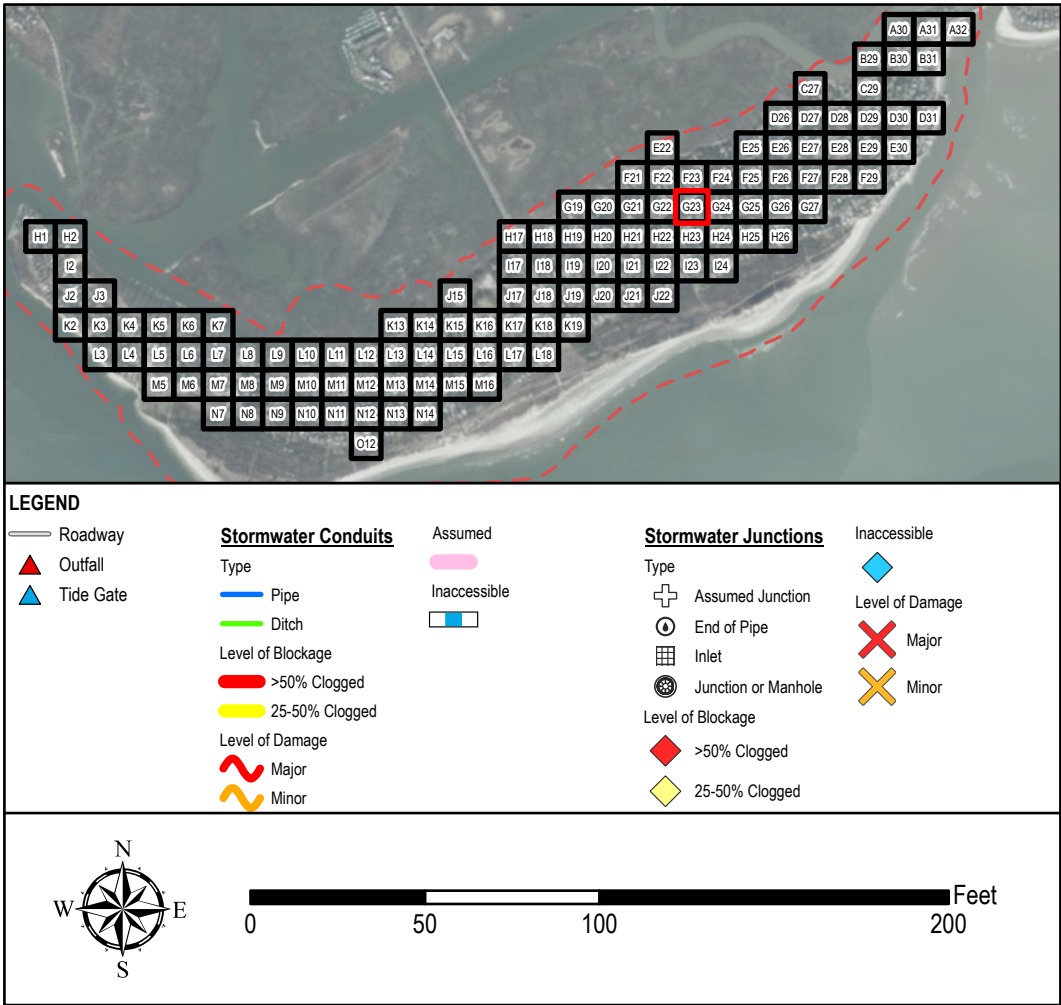 A30 A31 A32
B29 B30 B31
C27 C29
D26 D27 D28 D29 D30 D31
E22 E25 E26 E27 E28 E29 E30
F21 F22 F23 F24 F25 F26 F27 F28 F29
G19 G20 G21 G22 G23 G24 G25 G26 G27
H1 H2 H17 H18 H19 H20 H21 H22 H23 H24 H25 H26
I2 I17 I18 I19 I20 I21 I22 I23 I24
J2 J3 J15 J17 J18 J19 J20 J21 J22
K2 K3 K4 K5 K6 K7 K13 K14 K15 K16 K17 K18 K19
L3 L4 L5 L6 L7 L8 L9 L10 L11 L12 L13 L14 L15 L16 L17 L18
M5 M6 M7 M8 M9 M10 M11 M12 M13 M14 M15 M16
N7 N8 N9 N10 N11 N12 N13 N14
O12
LEGEND
Roadway
Outfall
Tide Gate
Stormwater Conduits
Type
Pipe
Ditch
Level of Blockage
>50% Clogged
25-50% Clogged
Level of Damage
Major
Minor
Assumed
Inaccessible
Stormwater Junctions
Type
Assumed Junction
End of Pipe
Inlet
Junction or Manhole
Level of Blockage
>50% Clogged
25-50% Clogged
Inaccessible
Level of Damage
Major
Minor
N
W E
S
Feet
0 50 100 200